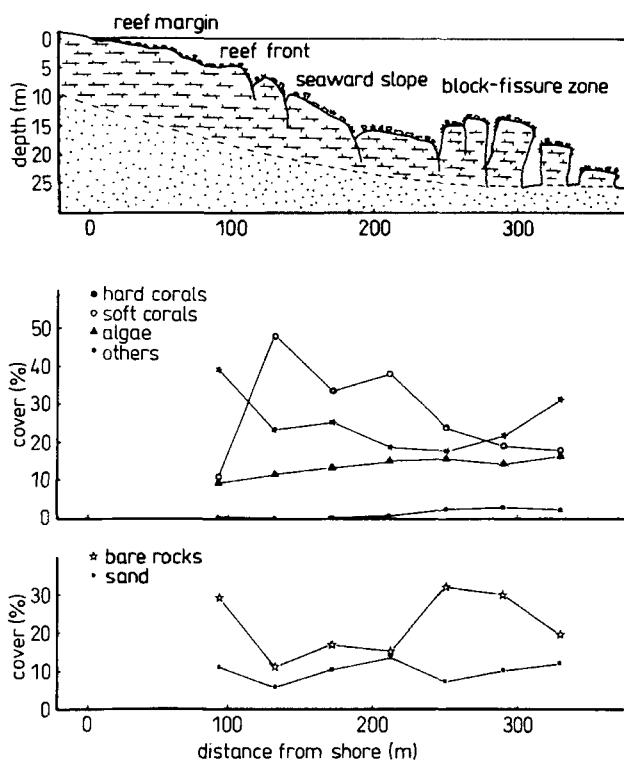 reef margin
reef front
seaward slope
block-fissure zone
depth (m)
0
5
10
15
20
25
0 100 200 300
hard corals
soft corals
algae
others
cover (%)
50
40
30
20
10
0
bare rocks
sand
cover (%)
30
20
10
0
0 100 200 300
distance from shore (m)